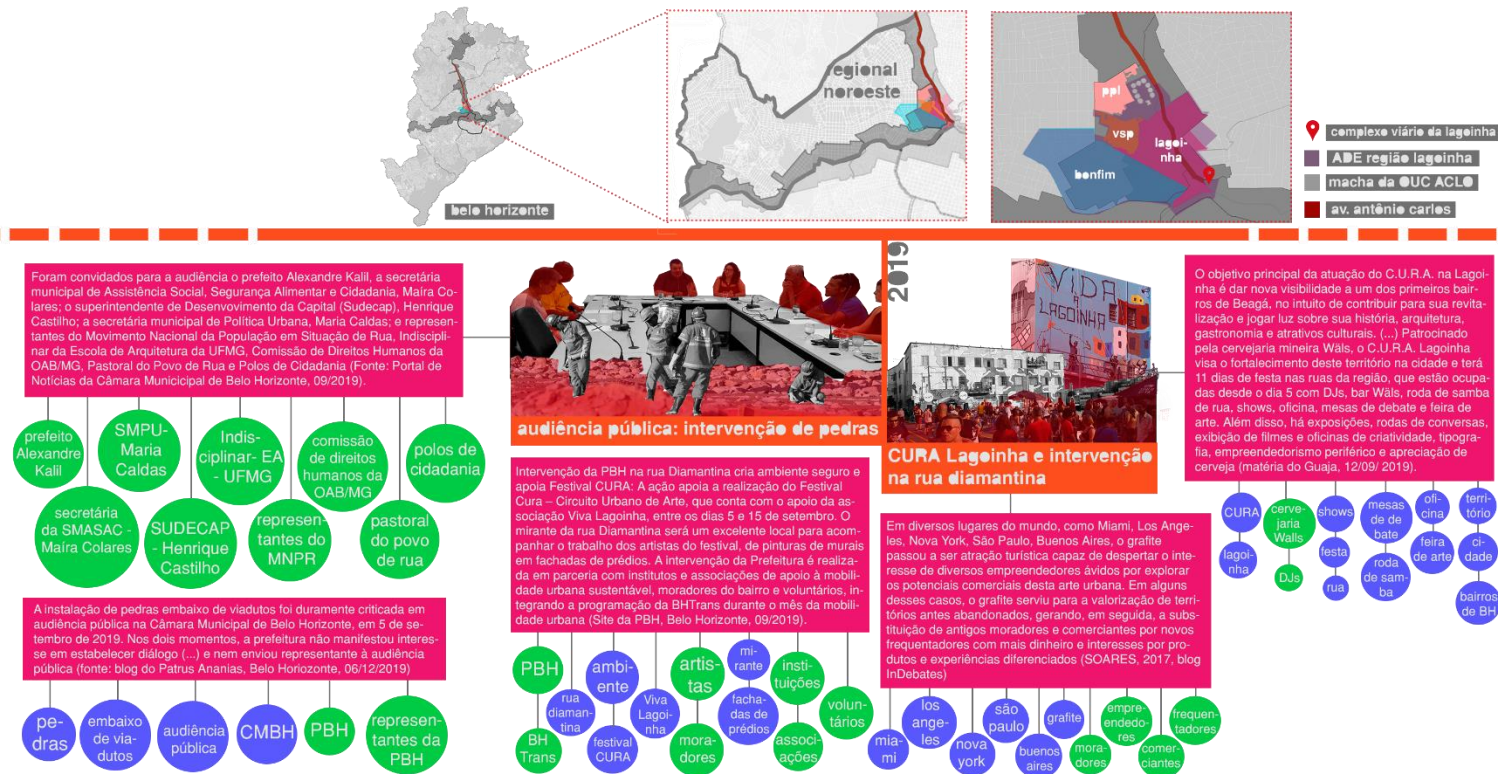 regional
noroeste
belo horizonte
ppl
vsp
lagoi-
nha
bonfim
complexo viário da lagoinha
ADE região lagoinha
macha da OUC ACLO
av. antônio carlos
Foram convidados para a audiência o prefeito Alexandre Kalil, a secretária
municipal de Assistência Social, Segurança Alimentar e Cidadania, Maíra Co-
lares; o superintendente de Desenvovimento da Capital (Sudecap), Henrique
Castilho; a secretária municipal de Política Urbana, Maria Caldas; e represen-
tantes do Movimento Nacional da População em Situação de Rua, Indiscipli-
nar da Escola de Arquitetura da UFMG, Comissão de Direitos Humanos da
OAB/MG, Pastoral do Povo de Rua e Polos de Cidadania (Fonte: Portal de
Notícias da Câmara Municicipal de Belo Horizonte, 09/2019).
prefeito
Alexandre
Kalil
SMPU-
Maria
Caldas
Indis-
ciplinar- EA
- UFMG
comissão
de direitos
humanos da
OAB/MG
polos de
cidadania
secretária
da SMASAC -
Maíra Colares
SUDECAP
- Henrique
Castilho
represen-
tantes do
MNPR
pastoral
do povo
de rua
A instalação de pedras embaixo de viadutos foi duramente criticada em
audiência pública na Câmara Municipal de Belo Horizonte, em 5 de se-
tembro de 2019. Nos dois momentos, a prefeitura não manifestou interes-
se em estabelecer diálogo (...) e nem enviou representante à audiência
pública (fonte: blog do Patrus Ananias, Belo Horiozonte, 06/12/2019)
pe-
dras
embaixo
de via-
dutos
audiência
pública
CMBH
PBH
represen-
tantes da
PBH
audiência pública: intervenção de pedras
Intervenção da PBH na rua Diamantina cria ambiente seguro e
apoia Festival CURA: A ação apoia a realização do Festival
Cura – Circuito Urbano de Arte, que conta com o apoio da as-
sociação Viva Lagoinha, entre os dias 5 e 15 de setembro. O
mirante da rua Diamantina será um excelente local para acom-
panhar o trabalho dos artistas do festival, de pinturas de murais
em fachadas de prédios. A intervenção da Prefeitura é realiza-
da em parceria com institutos e associações de apoio à mobili-
dade urbana sustentável, moradores do bairro e voluntários, in-
tegrando a programação da BHTrans durante o mês da mobili-
dade urbana (Site da PBH, Belo Horizonte, 09/2019).
PBH
rua
diaman-
tina
ambi-
ente
Viva
Lagoi-
nha
artis-
tas
mi-
rante
insti-
tuições
volun-
tários
BH
Trans
festival
CURA
mora-
dores
facha-
das de
prédios
associ-
ações
2019
VIDA
A
LAGOINHA
CURA Lagoinha e intervenção
na rua diamantina
Em diversos lugares do mundo, como Miami, Los Ange-
les, Nova York, São Paulo, Buenos Aires, o grafite
passou a ser atração turística capaz de despertar o inte-
resse de diversos empreendedores ávidos por explorar
os potenciais comerciais desta arte urbana. Em alguns
desses casos, o grafite serviu para a valorização de terri-
tórios antes abandonados, gerando, em seguida, a subs-
tituição de antigos moradores e comerciantes por novos
frequentadores com mais dinheiro e interesses por pro-
dutos e experiências diferenciados (SOARES, 2017, blog
InDebates)
mia-
mi
los
ange-
les
nova
york
são
paulo
buenos
aires
grafite
mora-
dores
empre-
endedo-
res
comer-
ciantes
frequen-
tadores
O objetivo principal da atuação do C.U.R.A. na Lagoi-
nha é dar nova visibilidade a um dos primeiros bair-
ros de Beagá, no intuito de contribuir para sua revita-
lização e jogar luz sobre sua história, arquitetura,
gastronomia e atrativos culturais. (...) Patrocinado
pela cervejaria mineira Wäls, o C.U.R.A. Lagoinha
visa o fortalecimento deste território na cidade e terá
11 dias de festa nas ruas da região, que estão ocupa-
das desde o dia 5 com DJs, bar Wäls, roda de samba
de rua, shows, oficina, mesas de debate e feira de
arte. Além disso, há exposições, rodas de conversas,
exibição de filmes e oficinas de criatividade, tipogra-
fia, empreendedorismo periférico e apreciação de
cerveja (matéria do Guaja, 12/09/ 2019).
CURA
cerve-
jaria
Walls
shows
mesas
de de
bate
ofi-
cina
terri-
tório
lagoi-
nha
DJs
festa
rua
roda
de sam-
ba
feira
de arte
ci-
dade
bairros
de BH